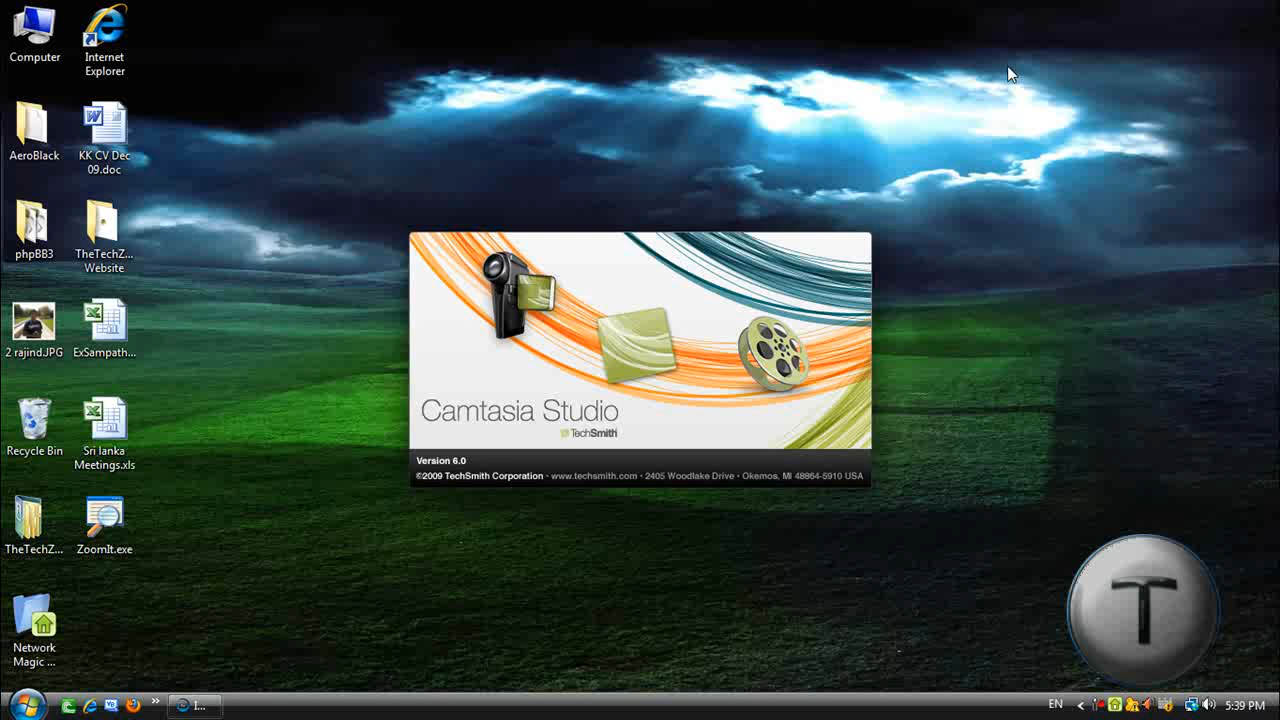 Computer
Internet
Explorer
AeroBlack
KK CV Dec
09.doc
phpBB3
TheTechZ...
Website
2 rajind.JPG
ExSampath...
Recycle Bin
Sri lanka
Meetings.xls
TheTechZ...
ZoomIt.exe
Network
Magic ...
Camtasia Studio
TechSmith
Version 6.0
©2009 TechSmith Corporation • www.techsmith.com • 2405 Woodlake Drive • Okemos, MI 48864-5910 USA
T
I...
EN
5:39 PM